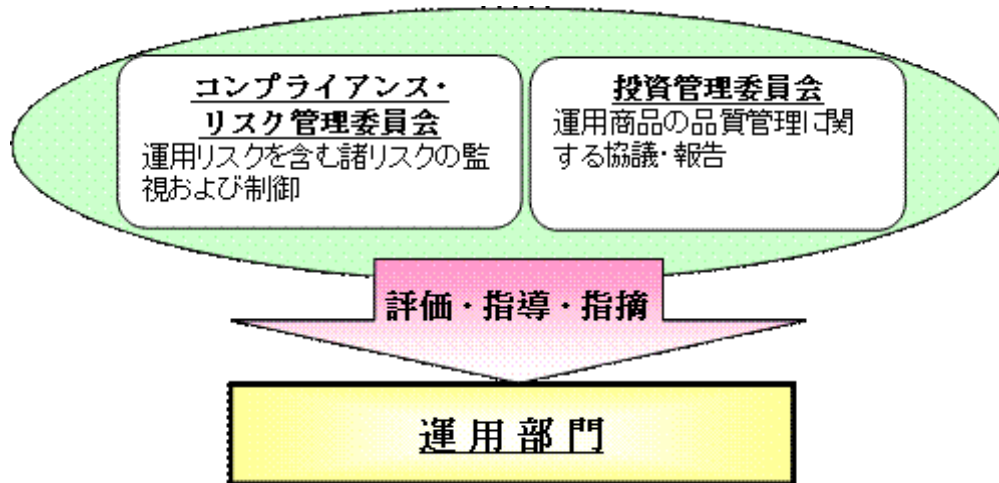 コンプライアンス・
リスク管理委員会
運用リスクを含む諸リスクの監
視および制御
投資管理委員会
運用商品の品質管理に関
する協議・報告
評価・指導・指摘
運用部門